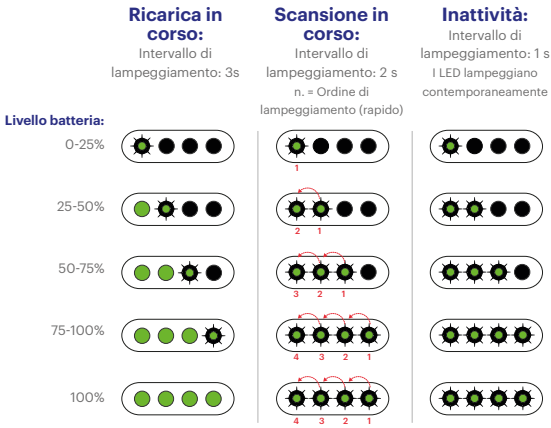 Ricarica in
corso:
Intervallo di
lampeggiamento: 3s
Scansione in
corso:
Intervallo di
lampeggiamento: 2 s
n. = Ordine di
lampeggiamento (rapido)
Inattività:
Intervallo di
lampeggiamento: 1 s
I LED lampeggiano
contemporaneamente
Livello batteria:
0-25%
1
25-50%
2 1
50-75%
3 2 1
75-100%
4 3 2 1
100%
4 3 2 1